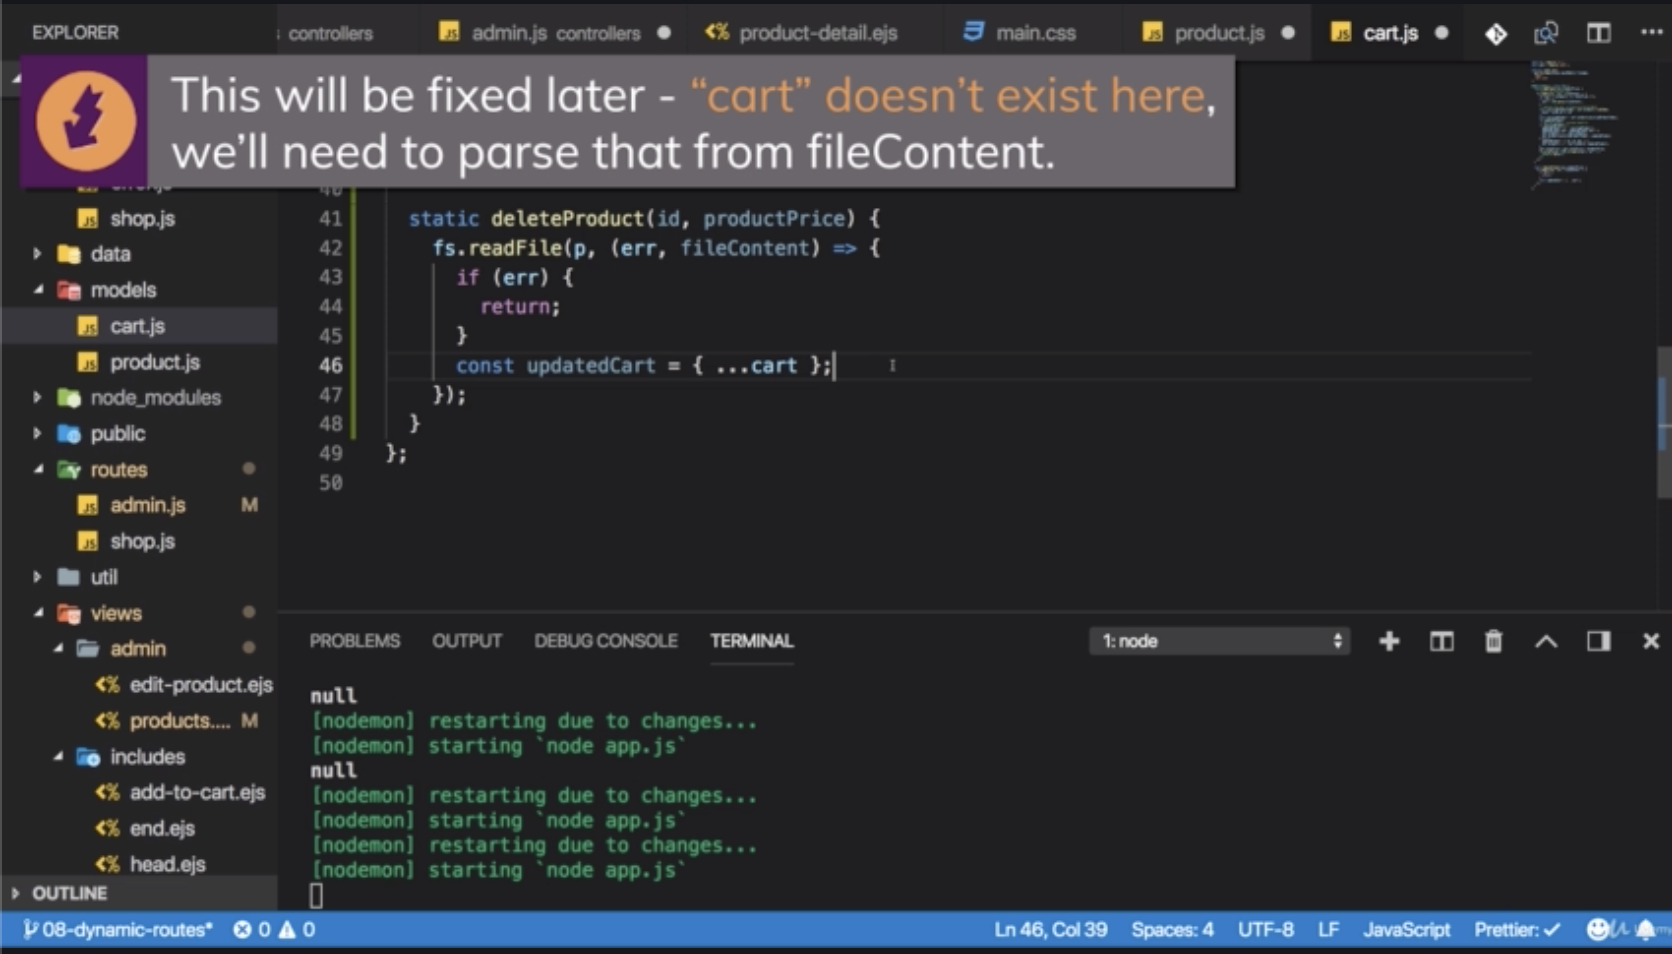 EXPLORER
controllers
admin.js controllers
product-detail.ejs
main.css
product.js
cart.js
This will be fixed later - “cart” doesn’t exist here,
we’ll need to parse that from fileContent.
shop.js
data
models
cart.js
product.js
node_modules
public
routes
admin.js M
shop.js
util
views
admin
edit-product.ejs
products.... M
includes
add-to-cart.ejs
end.ejs
head.ejs
OUTLINE
40
41 static deleteProduct(id, productPrice) {
42 fs.readFile(p, (err, fileContent) => {
43 if (err) {
44 return;
45 }
46 const updatedCart = { ...cart };
47 });
48 }
49 };
50
PROBLEMS OUTPUT DEBUG CONSOLE TERMINAL 1: node
null
[nodemon] restarting due to changes...
[nodemon] starting `node app.js`
null
[nodemon] restarting due to changes...
[nodemon] starting `node app.js`
[nodemon] restarting due to changes...
[nodemon] starting `node app.js`
08-dynamic-routes* 0 0 Ln 46, Col 39 Spaces: 4 UTF-8 LF JavaScript Prettier: ✓